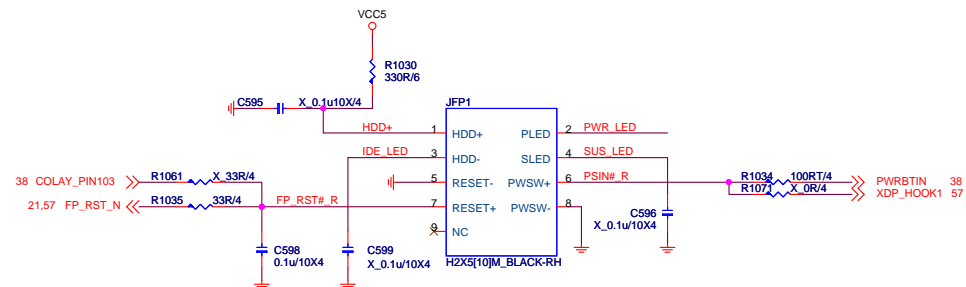 VCC5
R1030
330R/6
C595
X_0.1u10X/4
JFP1
HDD+ 1 HDD+ PLED 2 PWR_LED
IDE_LED 3 HDD- SLED 4 SUS_LED
38 COLAY_PIN103 R1061 X_33R/4
5 RESET- PWSW+ 6 PSIN#_R R1034 100RT/4 PWRBTIN 38
R1071 X_0R/4 XDP_HOOK1 57
21,57 FP_RST_N R1035 33R/4 FP_RST#_R 7 RESET+ PWSW- 8
9 NC
C596
X_0.1u/10X4
C598
0.1u/10X4
C599
X_0.1u/10X4
H2X5[10]M_BLACK-RH